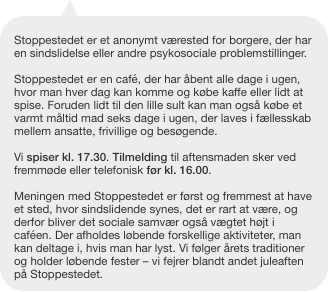 Stoppestedet er et anonymt værested for borgere, der har
en sindslidelse eller andre psykosociale problemstillinger.
Stoppestedet er en café, der har åbent alle dage i ugen,
hvor man hver dag kan komme og købe kaffe eller lidt at
spise. Foruden lidt til den lille sult kan man også købe et
varmt måltid mad seks dage i ugen, der laves i fællesskab
mellem ansatte, frivillige og besøgende.
Vi spiser kl. 17.30. Tilmelding til aftensmaden sker ved
fremmøde eller telefonisk før kl. 16.00.
Meningen med Stoppestedet er først og fremmest at have
et sted, hvor sindslidende synes, det er rart at være, og
derfor bliver det sociale samvær også vægtet højt i
caféen. Der afholdes løbende forskellige aktiviteter, man
kan deltage i, hvis man har lyst. Vi følger årets traditioner
og holder løbende fester – vi fejrer blandt andet juleaften
på Stoppestedet.